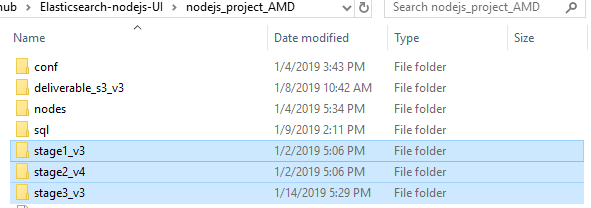 hub › Elasticsearch-nodejs-UI › nodejs_project_AMD Search nodejs_project_AMD
Name Date modified Type Size
conf 1/4/2019 3:43 PM File folder
deliverable_s3_v3 1/8/2019 10:42 AM File folder
nodes 1/4/2019 5:34 PM File folder
sql 1/9/2019 2:11 PM File folder
stage1_v3 1/2/2019 5:06 PM File folder
stage2_v4 1/2/2019 5:06 PM File folder
stage3_v3 1/14/2019 5:29 PM File folder